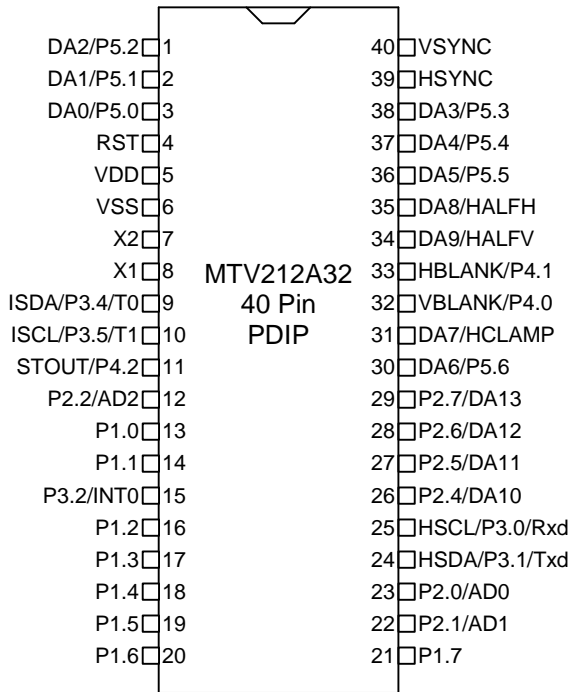 DA2/P5.2 1 40 VSYNC
DA1/P5.1 2 39 HSYNC
DA0/P5.0 3 38 DA3/P5.3
RST 4 37 DA4/P5.4
VDD 5 36 DA5/P5.5
VSS 6 35 DA8/HALFH
X2 7 34 DA9/HALFV
X1 8 MTV212A32 33 HBLANK/P4.1
ISDA/P3.4/T0 9 40 Pin 32 VBLANK/P4.0
ISCL/P3.5/T1 10 PDIP 31 DA7/HCLAMP
STOUT/P4.2 11 30 DA6/P5.6
P2.2/AD2 12 29 P2.7/DA13
P1.0 13 28 P2.6/DA12
P1.1 14 27 P2.5/DA11
P3.2/INT0 15 26 P2.4/DA10
P1.2 16 25 HSCL/P3.0/Rxd
P1.3 17 24 HSDA/P3.1/Txd
P1.4 18 23 P2.0/AD0
P1.5 19 22 P2.1/AD1
P1.6 20 21 P1.7